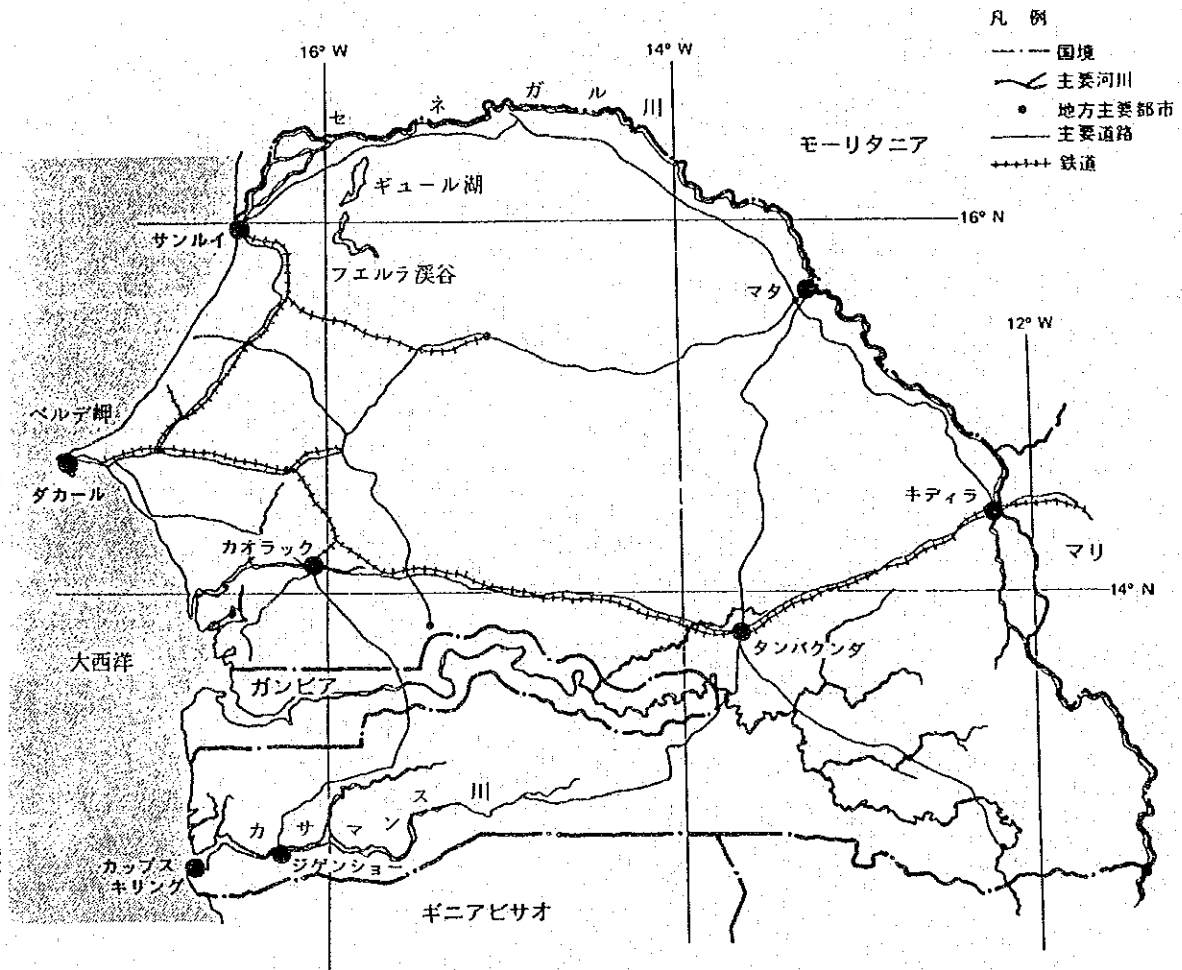 凡 例
国境
主要河川
地方主要都市
主要道路
鉄道
16° W
14° W
セネガル川
モーリタニア
ギュール湖
16° N
サンルイ
フエルラ渓谷
マタ
12° W
ベルデ岬
ダカール
キディラ
カオラック
マリ
14° N
タンバクンダ
大西洋
ガンビア
カサマンス川
カップス
キリング
ジゲンショー
ギニアビサオ